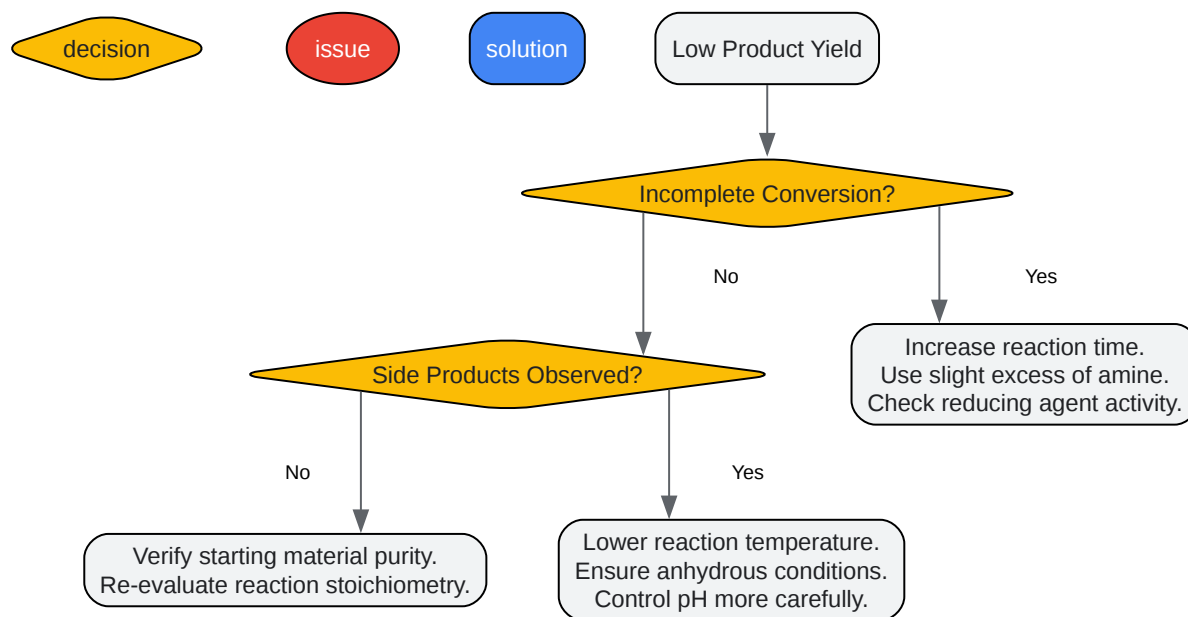 decision
issue
solution
Low Product Yield
Incomplete Conversion?
No
Yes
Side Products Observed?
Increase reaction time.
Use slight excess of amine.
Check reducing agent activity.
No
Yes
Verify starting material purity.
Re-evaluate reaction stoichiometry.
Lower reaction temperature.
Ensure anhydrous conditions.
Control pH more carefully.